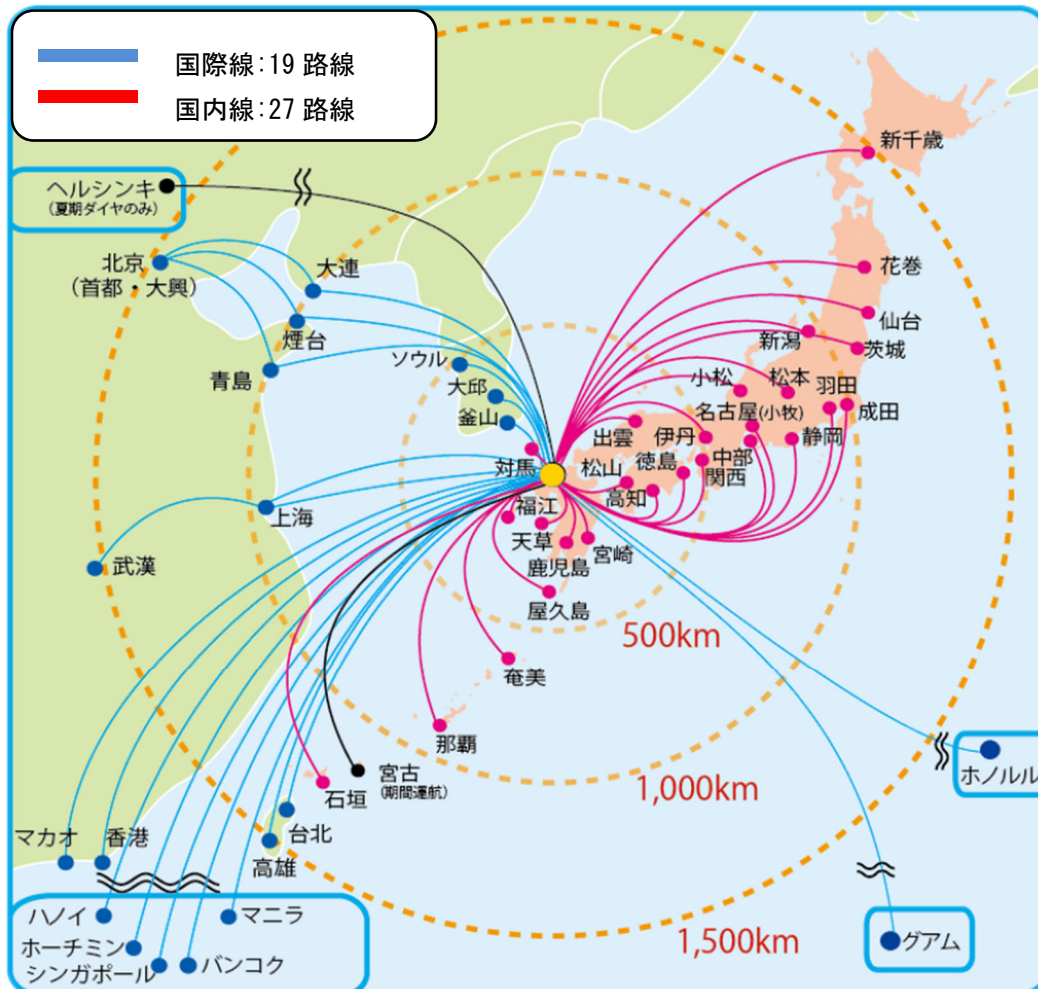 国際線：19 路線
国内線：27 路線
新千歳
ヘルシンキ
（夏期ダイヤのみ）
北京
（首都・大興）
大連
花巻
煙台
仙台
新潟
茨城
ソウル
青島
大邱
小松
松本
羽田
成田
釜山
名古屋(小牧)
出雲
伊丹
静岡
対馬
松山
徳島
中部
関西
高知
福江
上海
天草
宮崎
武漢
鹿児島
屋久島
500km
奄美
那覇
宮古
（期間運航）
ホノルル
1,000km
石垣
台北
マカオ
香港
高雄
ハノイ
マニラ
ホーチミン
1,500km
グアム
シンガポール
バンコク